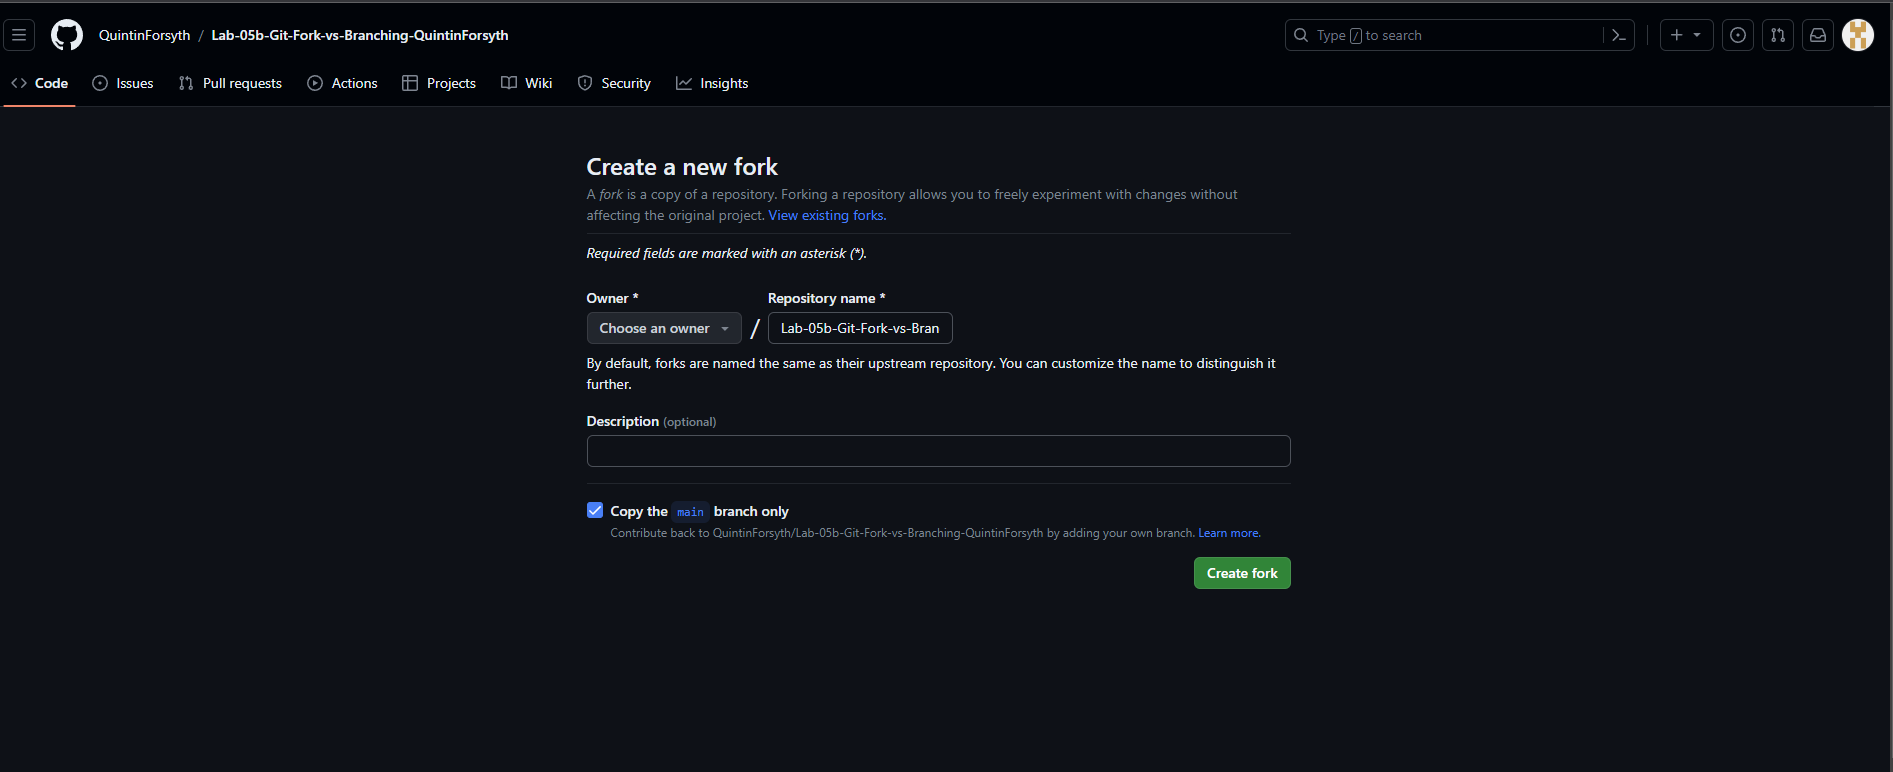 QuintinForsyth / Lab-05b-Git-Fork-vs-Branching-QuintinForsyth
Type / to search
Code Issues Pull requests Actions Projects Wiki Security Insights
Create a new fork
A fork is a copy of a repository. Forking a repository allows you to freely experiment with changes without
affecting the original project. View existing forks.
Required fields are marked with an asterisk (*).
Owner * Repository name *
Choose an owner / Lab-05b-Git-Fork-vs-Bran
By default, forks are named the same as their upstream repository. You can customize the name to distinguish it
further.
Description (optional)
Copy the main branch only
Contribute back to QuintinForsyth/Lab-05b-Git-Fork-vs-Branching-QuintinForsyth by adding your own branch. Learn more.
Create fork